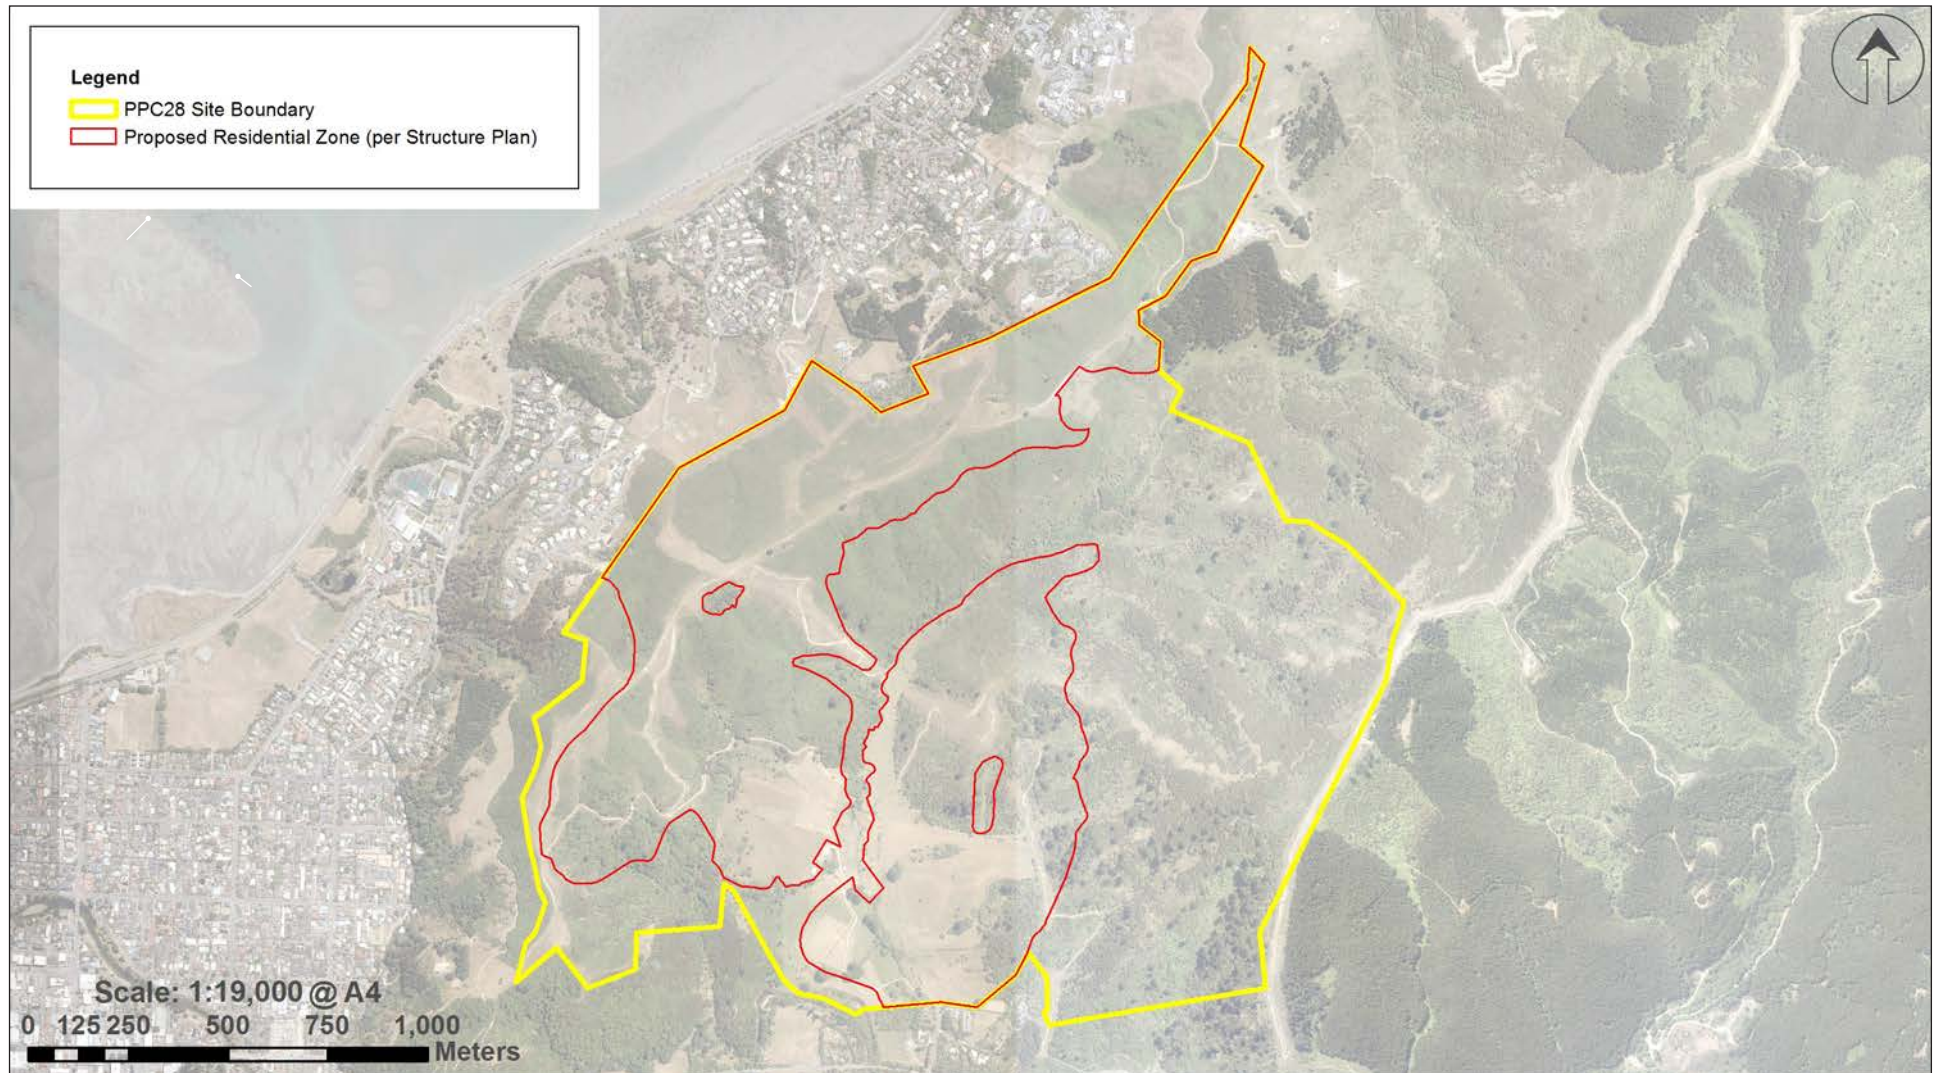 Legend
PPC28 Site Boundary
Proposed Residential Zone (per Structure Plan)
Scale: 1:19,000 @ A4
0 125 250 500 750 1,000
Meters